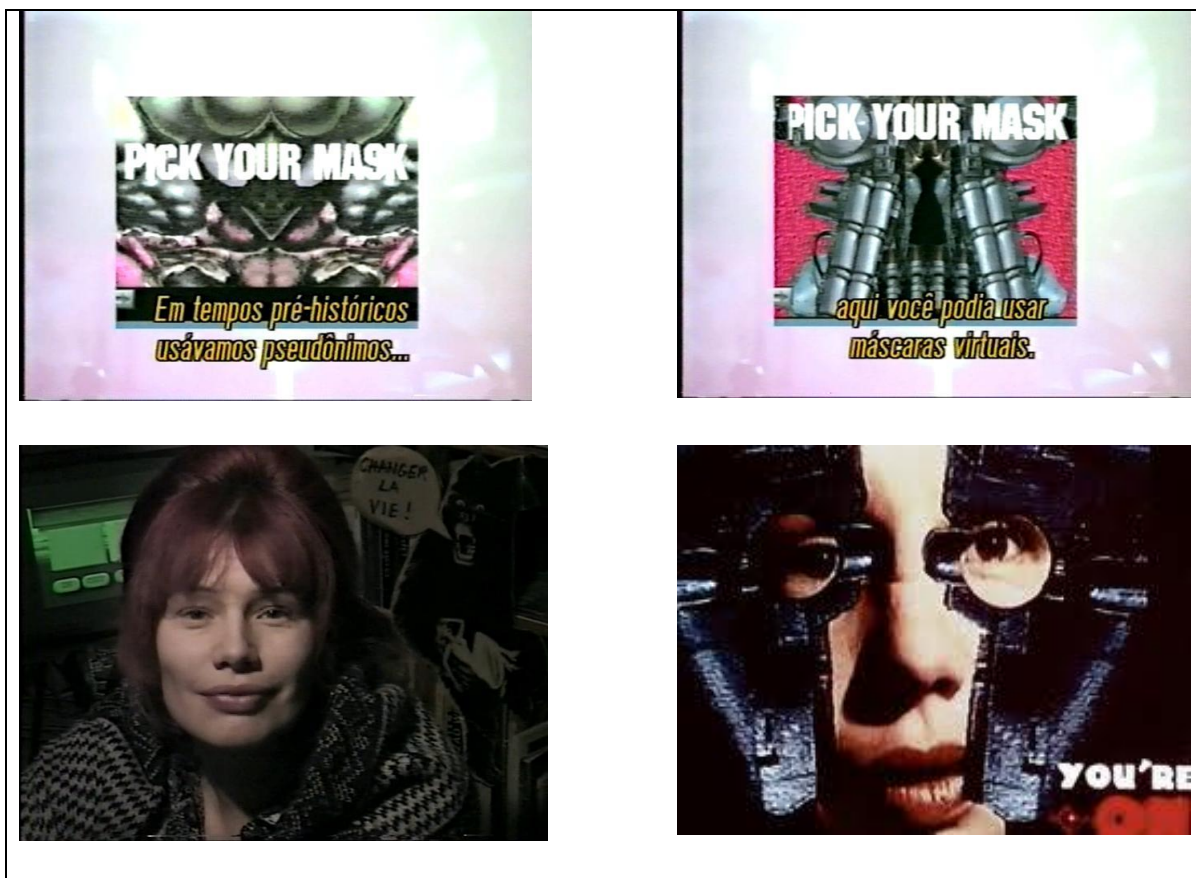 PICK YOUR MASK
Em tempos pré-históricos
usávamos pseudônimos...
PICK YOUR MASK
aqui você podia usar
máscaras virtuais.
CHANGER
LA
VIE!
YOU'RE